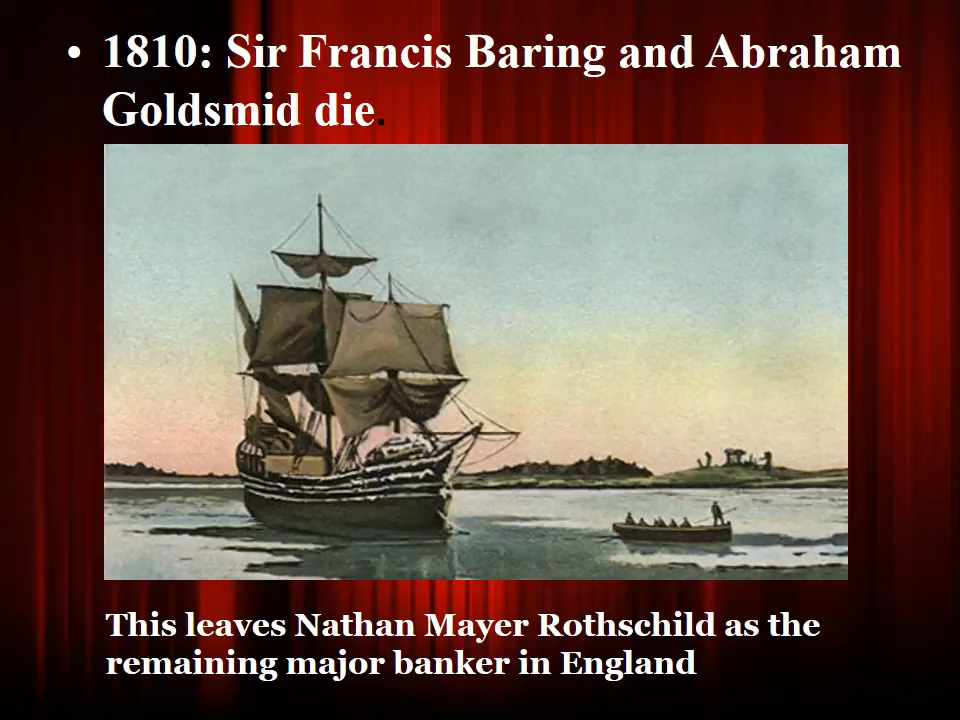 • 1810: Sir Francis Baring and Abraham
Goldsmid die.
This leaves Nathan Mayer Rothschild as the
remaining major banker in England